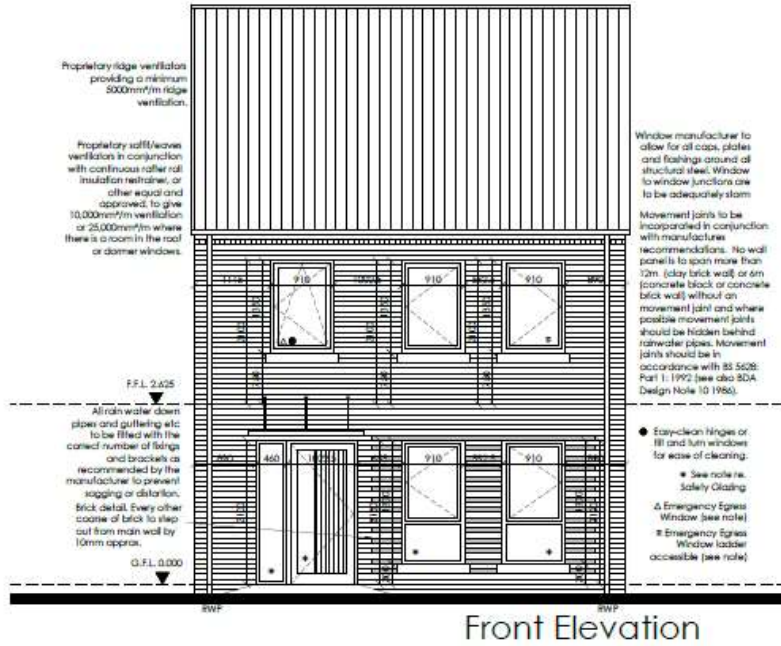 Proprietary ridge ventilators
providing a minimum
5000mm²/m ridge
ventilation.
Proprietary soffit/eaves
ventilators in conjunction
with continuous rafter roll
insulation restrainer, or
other equal and
approved, to give
10,000mm²/m ventilation
or 25,000mm²/m where
there is a room in the roof
or dormer windows.
Window manufacturer to
allow for all caps, plates
and flashings around all
structural steel. Window
to window junctions are
to be adequately storm
Movement joints to be
incorporated in conjunction
with manufactures
recommendations. No wall
panel is to span more than
12m (clay brick wall) or 6m
(concrete block or concrete
brick wall) without an
movement joint and where
possible movement joints
should be hidden behind
rainwater pipes. Movement
joints should be in
accordance with BS 5628:
Part 1: 1992 (see also BDA
Design Note 10 1986).
910
910
910
F.F.L. 2.625
All rain water down
pipes and guttering etc
to be fitted with the
correct number of fixings
and brackets as
recommended by the
manufacturer to prevent
sagging or distortion.
Brick detail. Every other
coarse of brick to step
out from main wall by
10mm approx.
460
910
910
Easy-clean hinges or
tilt and turn windows
for ease of cleaning.
* See note re.
Safety Glazing
Δ Emergency Egress
Window (see note)
Emergency Egress
Window ladder
accessible (see note)
G.F.L. 0.000
RWP
RWP
Front Elevation